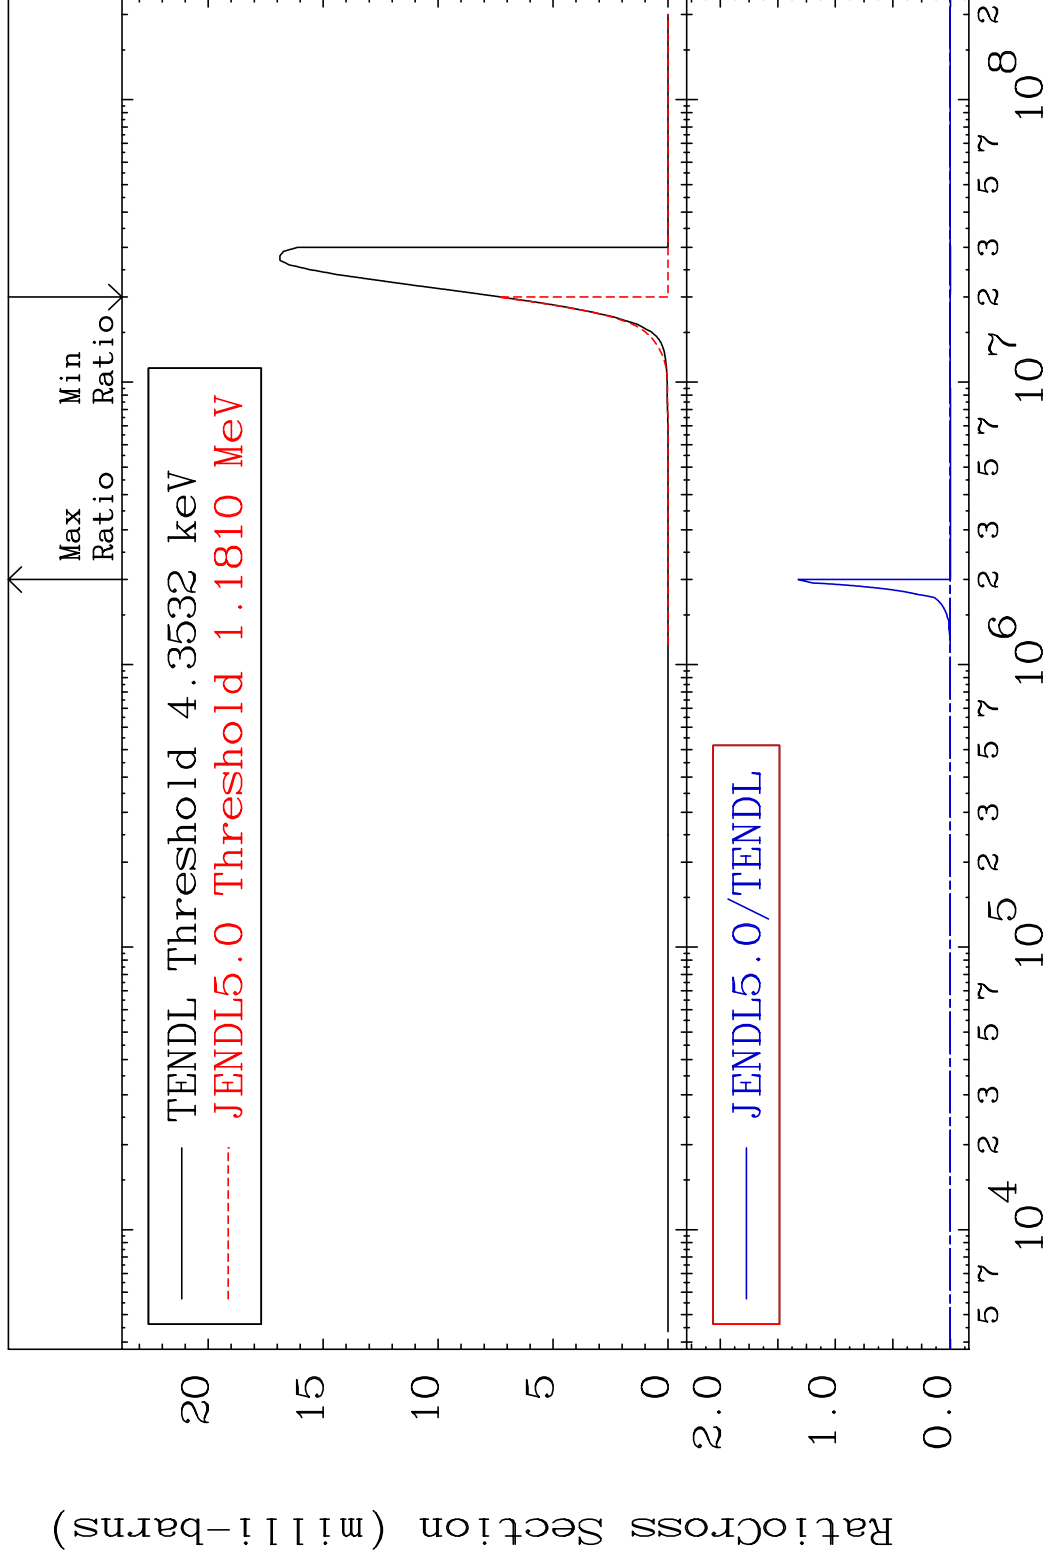 Max
Ratio
Min
Ratio
TENDL Threshold 4.3532 keV
JENDL5.0 Threshold 1.1810 MeV
20
15
10
5
0
Cross Section (milli-barns)
JENDL5.0/TENDL
2.0
1.0
0.0
Ratio
5 7 10^4 2 3 5 7 10^5 2 3 5 7 10^6 2 3 5 7 10^7 2 3 5 7 10^8 2